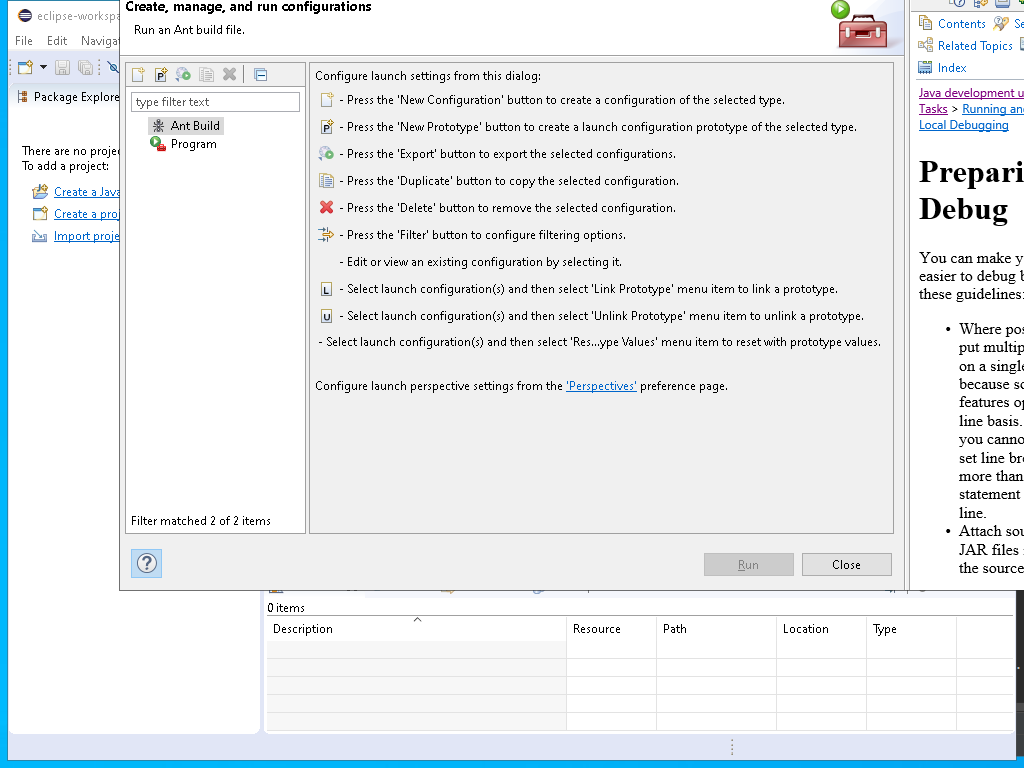 eclipse-workspa
File Edit Naviga
Package Explore
There are no projec
To add a project:
Create a Java
Create a proj
Import proje
Create, manage, and run configurations
Run an Ant build file.
type filter text
Ant Build
Program
Filter matched 2 of 2 items
Configure launch settings from this dialog:
- Press the 'New Configuration' button to create a configuration of the selected type.
- Press the 'New Prototype' button to create a launch configuration prototype of the selected type.
- Press the 'Export' button to export the selected configurations.
- Press the 'Duplicate' button to copy the selected configuration.
- Press the 'Delete' button to remove the selected configuration.
- Press the 'Filter' button to configure filtering options.
- Edit or view an existing configuration by selecting it.
- Select launch configuration(s) and then select 'Link Prototype' menu item to link a prototype.
- Select launch configuration(s) and then select 'Unlink Prototype' menu item to unlink a prototype.
- Select launch configuration(s) and then select 'Res...ype Values' menu item to reset with prototype values.
Configure launch perspective settings from the 'Perspectives' preference page.
Run Close
Contents Se
Related Topics
Index
Java development u
Tasks > Running and
Local Debugging
Prepari
Debug
You can make y
easier to debug b
these guidelines:
• Where pos
put multip
on a single
because so
features op
line basis.
you canno
set line bre
more than
statement
line.
• Attach sou
JAR files
the source
0 items
Description Resource Path Location Type